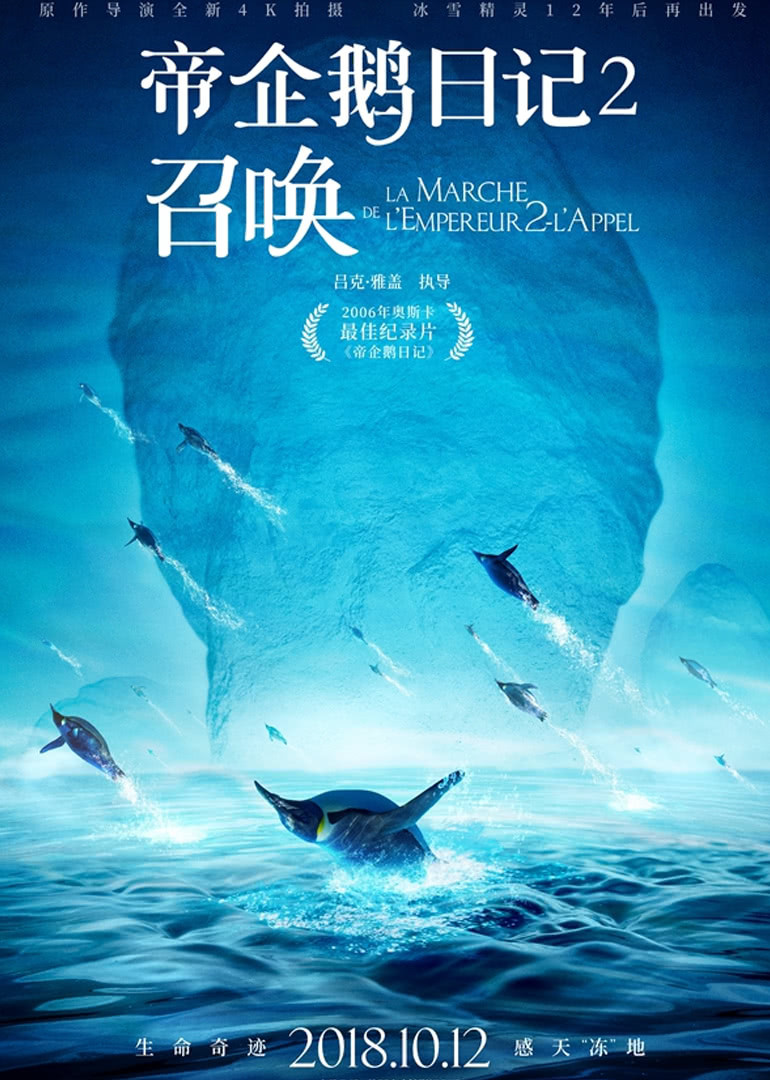 原作导演全新4K拍摄 冰雪精灵12年后再出发
帝企鹅日记2
召唤
LA MARCHE
DE L'EMPEREUR 2-L'APPEL
吕克·雅盖 执导
2006年奥斯卡
最佳纪录片
《帝企鹅日记》
生命奇迹 2018.10.12 感天“冻”地